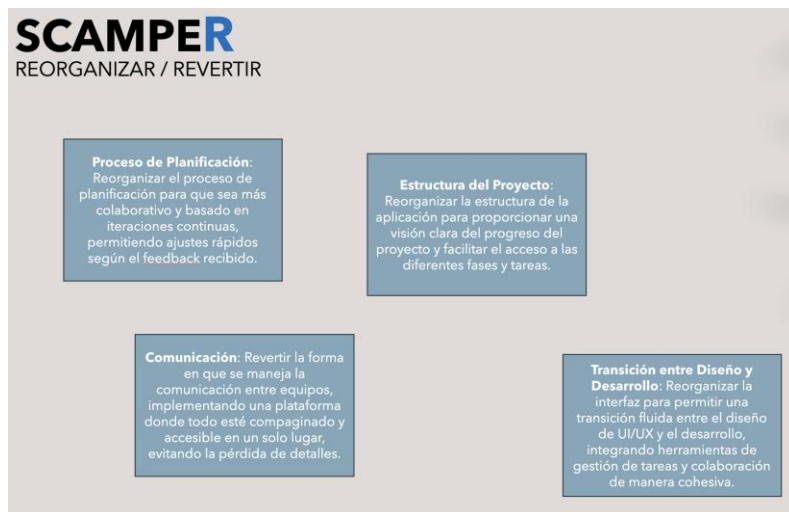 SCAMPER
REORGANIZAR / REVERTIR
Proceso de Planificación:
Reorganizar el proceso de
planificación para que sea más
colaborativo y basado en
iteraciones continuas,
permitiendo ajustes rápidos
según el feedback recibido.
Estructura del Proyecto:
Reorganizar la estructura de la
aplicación para proporcionar una
visión clara del progreso del
proyecto y facilitar el acceso a las
diferentes fases y tareas.
Comunicación: Revertir la forma
en que se maneja la
comunicación entre equipos,
implementando una plataforma
donde todo esté compaginado y
accesible en un solo lugar,
evitando la pérdida de detalles.
Transición entre Diseño y
Desarrollo: Reorganizar la
interfaz para permitir una
transición fluida entre el diseño
de UI/UX y el desarrollo,
integrando herramientas de
gestión de tareas y colaboración
de manera cohesiva.